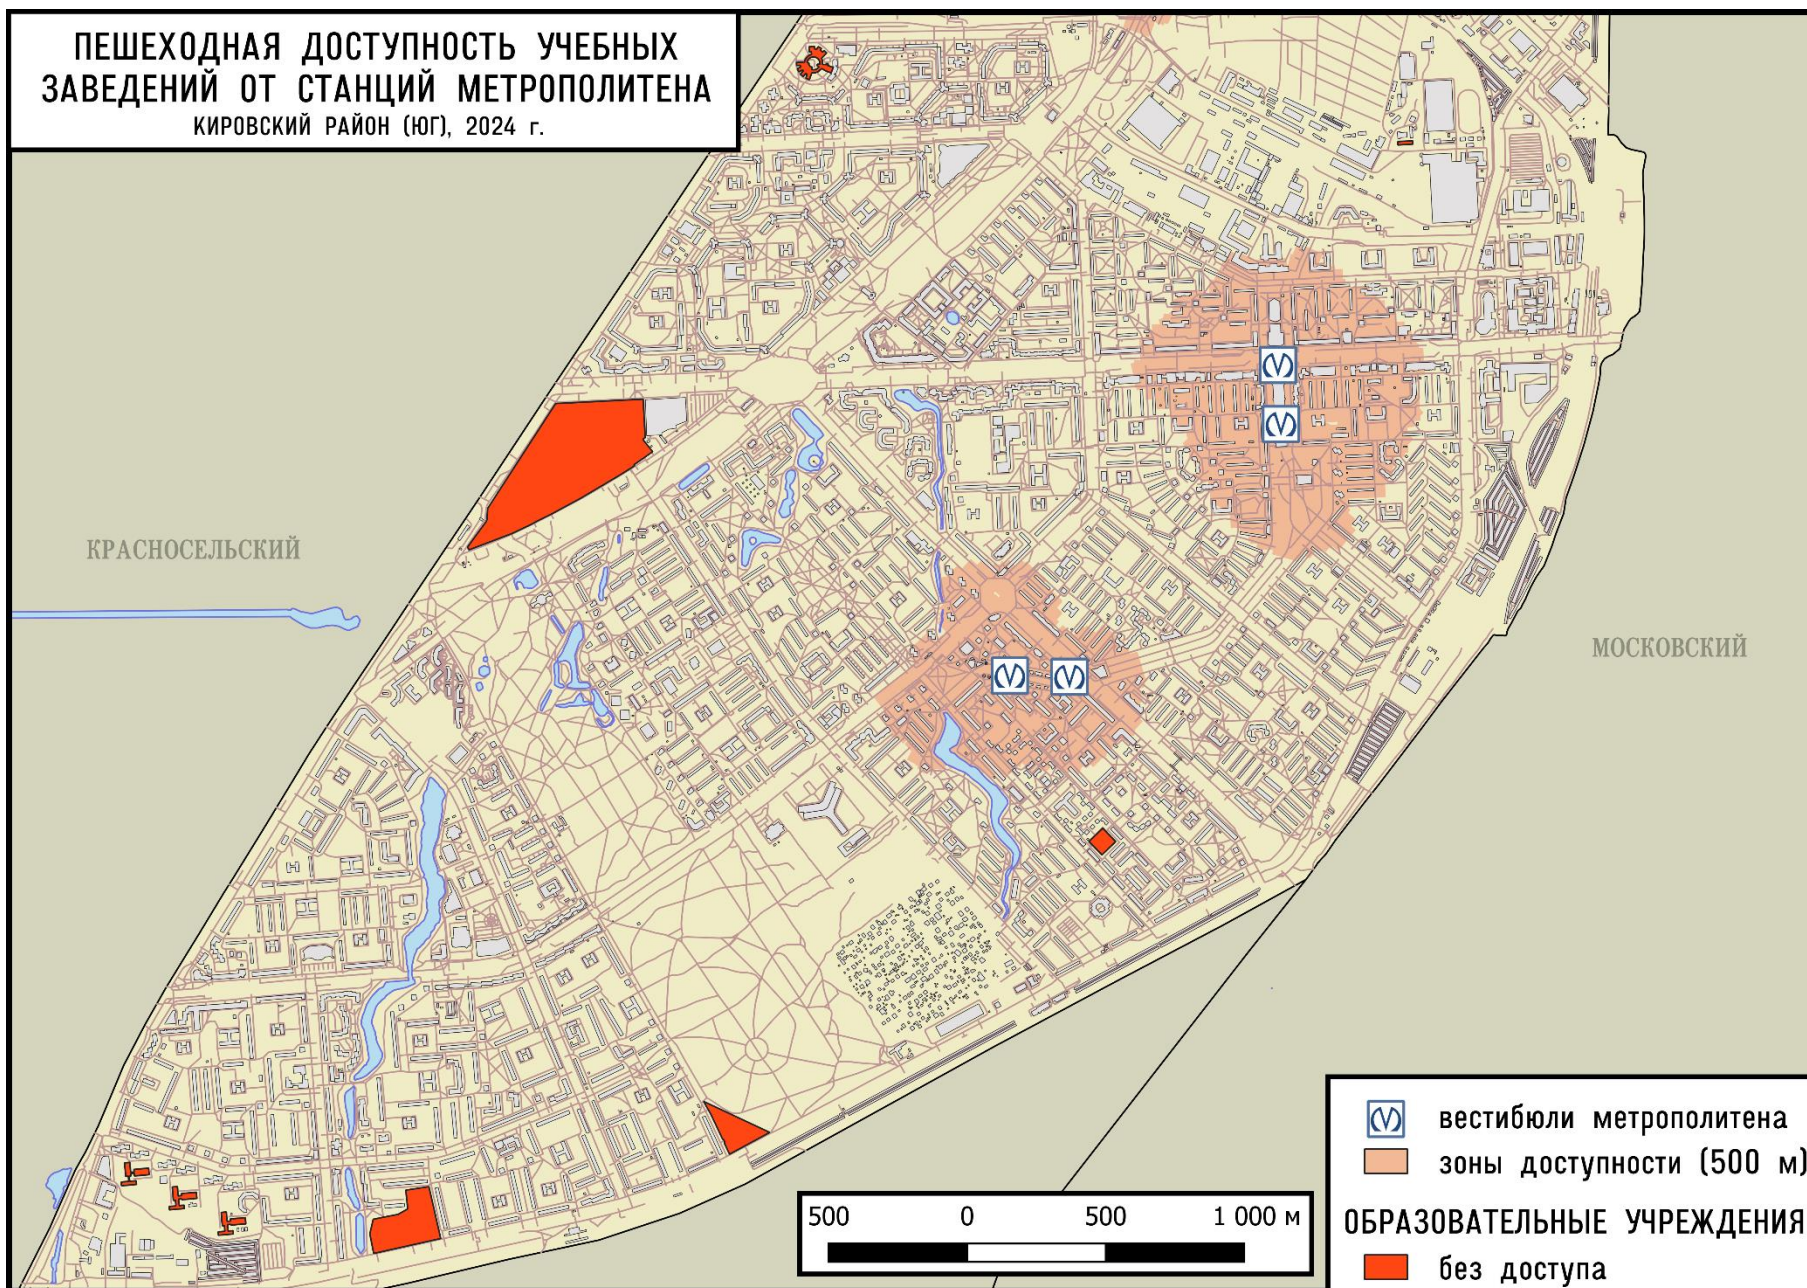 ПЕШЕХОДНАЯ ДОСТУПНОСТЬ УЧЕБНЫХ
ЗАВЕДЕНИЙ ОТ СТАНЦИЙ МЕТРОПОЛИТЕНА
КИРОВСКИЙ РАЙОН (ЮГ), 2024 г.
КРАСНОСЕЛЬСКИЙ
МОСКОВСКИЙ
вестибюли метрополитена
зоны доступности (500 м)
ОБРАЗОВАТЕЛЬНЫЕ УЧРЕЖДЕНИЯ
без доступа
500 0 500 1 000 м